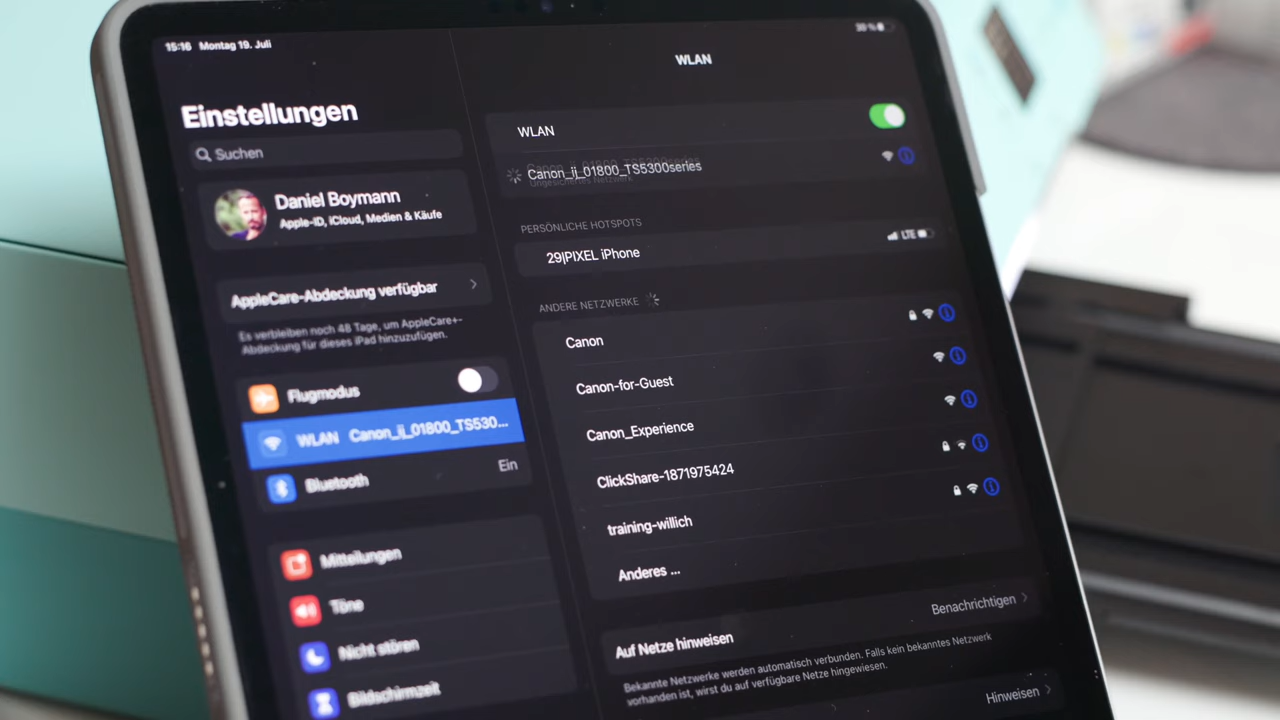 15:16 Montag 19. Juli
30 %
Einstellungen
Suchen
Daniel Boymann
Apple-ID, iCloud, Medien & Käufe
AppleCare-Abdeckung verfügbar
Es verbleiben noch 48 Tage, um AppleCare+-
Abdeckung für dieses iPad hinzuzufügen.
Flugmodus
WLAN Canon_ij_01800_TS530...
Bluetooth Ein
Mitteilungen
Töne
Nicht stören
Bildschirmzeit
WLAN
WLAN
Canon_ij_01800_TS5300series
Ungesichertes Netzwerk
PERSÖNLICHE HOTSPOTS
29|PIXEL iPhone LTE
ANDERE NETZWERKE
Canon
Canon-for-Guest
Canon_Experience
ClickShare-1871975424
training-willich
Anderes ...
Auf Netze hinweisen Benachrichtigen
Bekannte Netzwerke werden automatisch verbunden. Falls kein bekanntes Netzwerk
vorhanden ist, wirst du auf verfügbare Netze hingewiesen.
Hinweisen